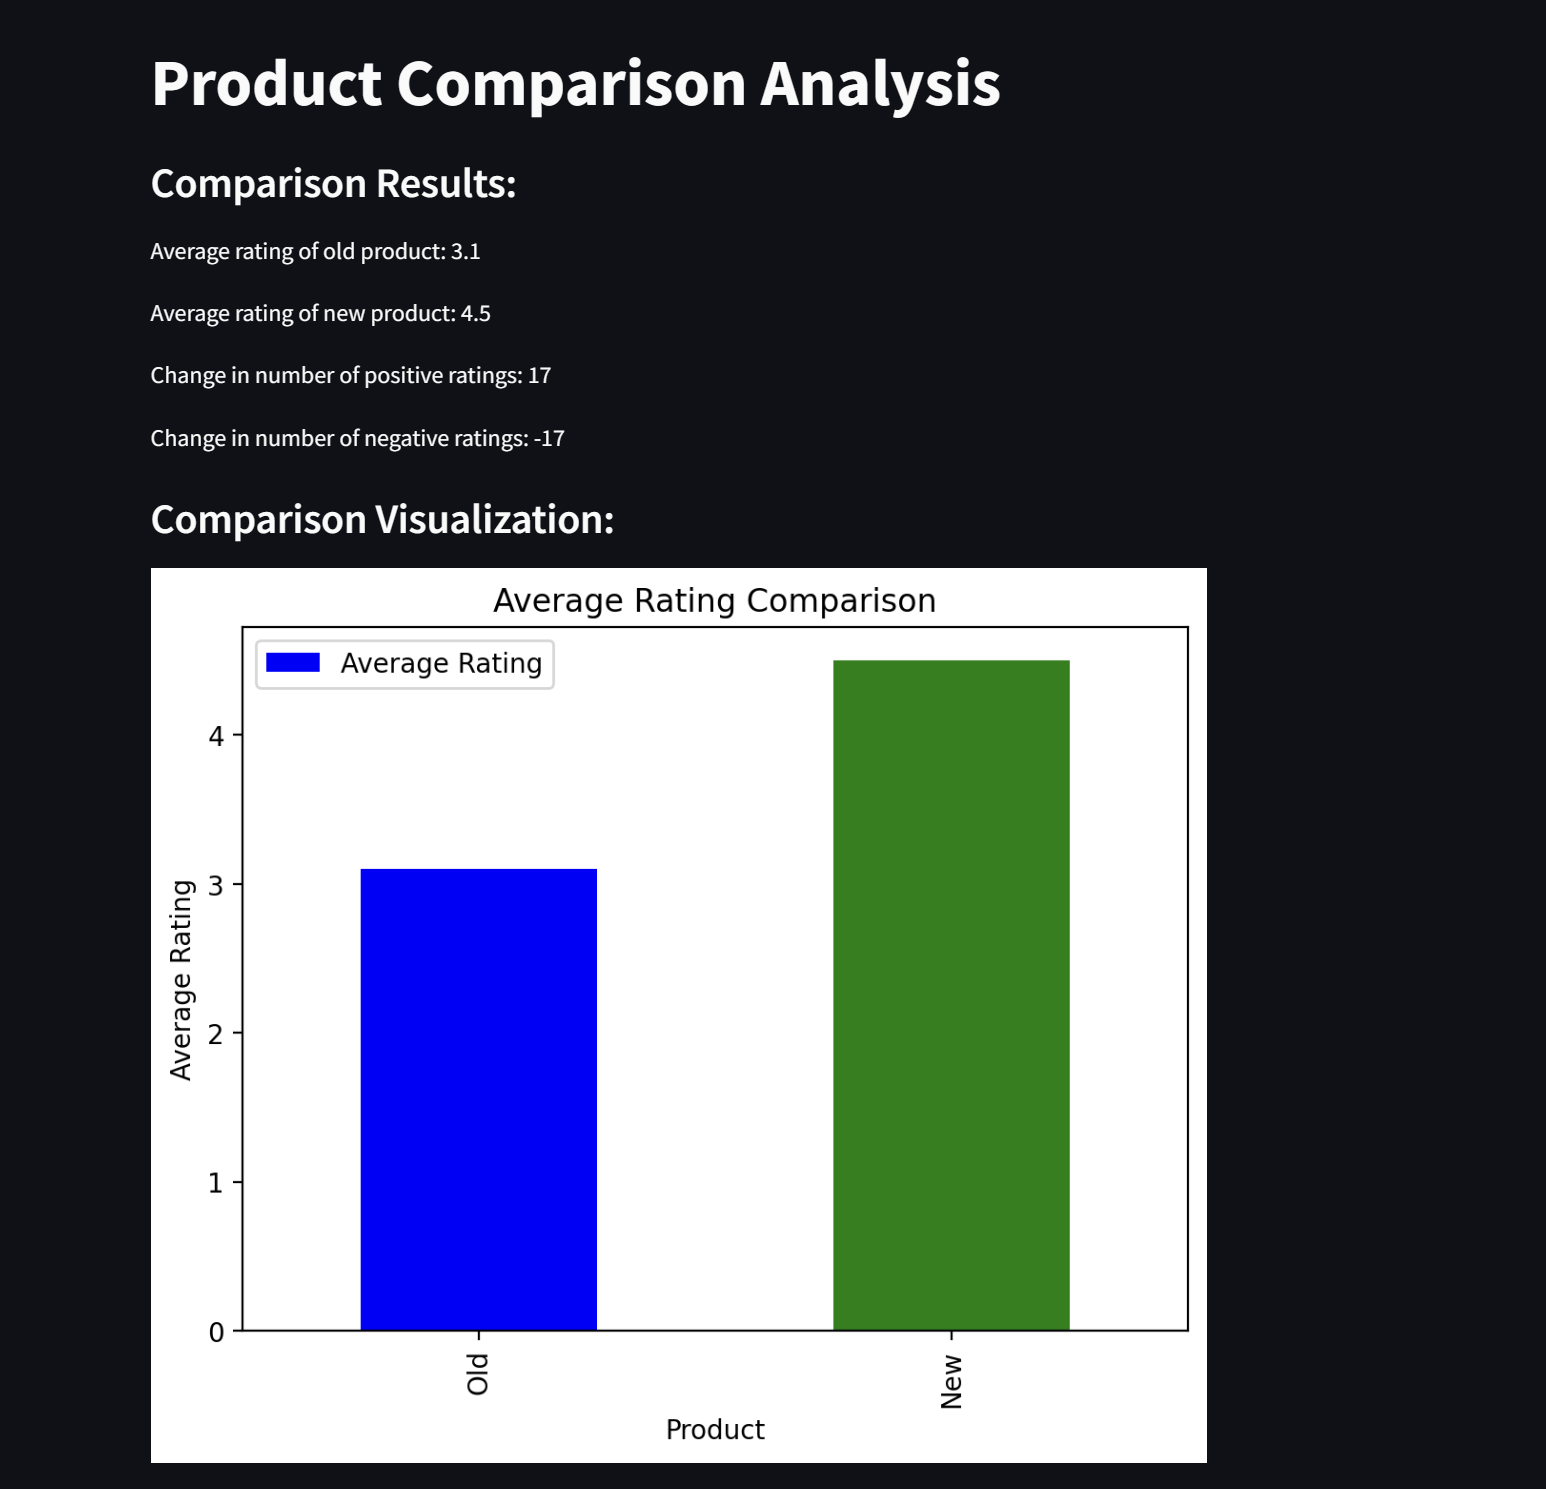 Product Comparison Analysis
Comparison Results:
Average rating of old product: 3.1
Average rating of new product: 4.5
Change in number of positive ratings: 17
Change in number of negative ratings: -17
Comparison Visualization:
Average Rating Comparison
Average Rating
4
3
2
1
0
Average Rating
Old
New
Product